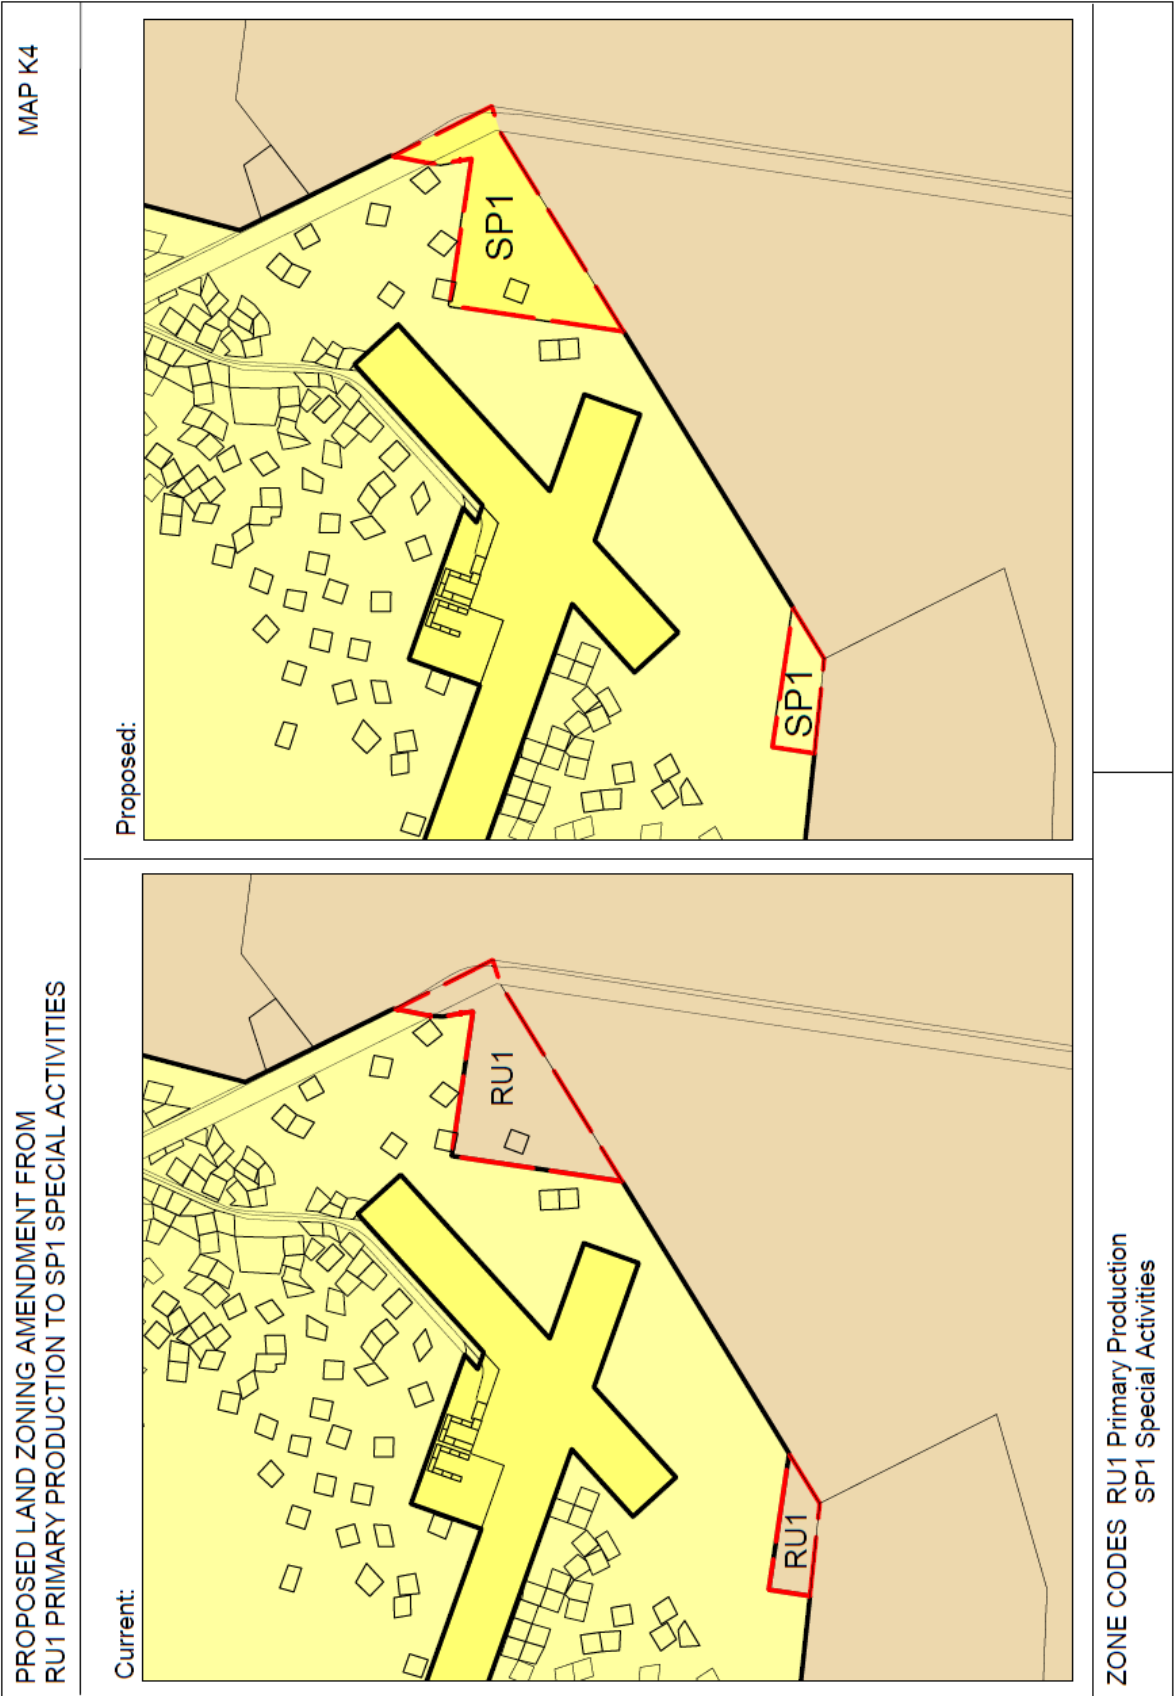 PROPOSED LAND ZONING AMENDMENT FROM
RU1 PRIMARY PRODUCTION TO SP1 SPECIAL ACTIVITIES
MAP K4
Current:
RU1
RU1
Proposed:
SP1
SP1
ZONE CODES RU1 Primary Production
SP1 Special Activities